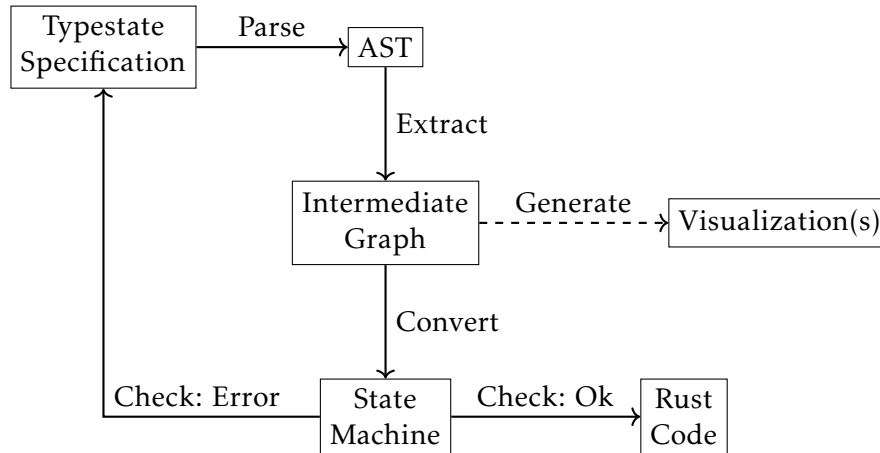 Typestate
Specification
Parse
AST
Extract
Intermediate
Graph
Generate
Visualization(s)
Convert
Check: Error
State
Machine
Check: Ok
Rust
Code